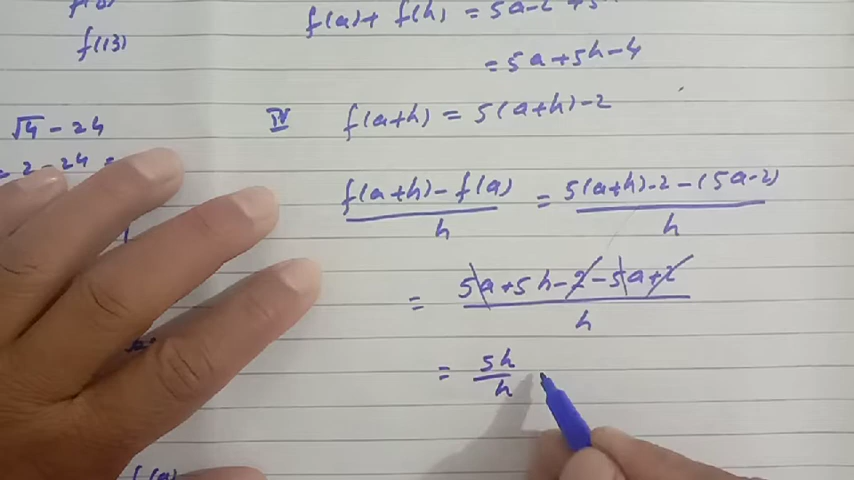 f(13)
√4 - 24
f(a) + f(h) = 5a-2 +5
= 5a+5h-4
IV f(a+h) = 5(a+h)-2
f(a+h) - f(a) / h = 5(a+h)-2-(5a-2) / h
= 5a+5h-2-5a+2 / h
= 5h / h
f(a)